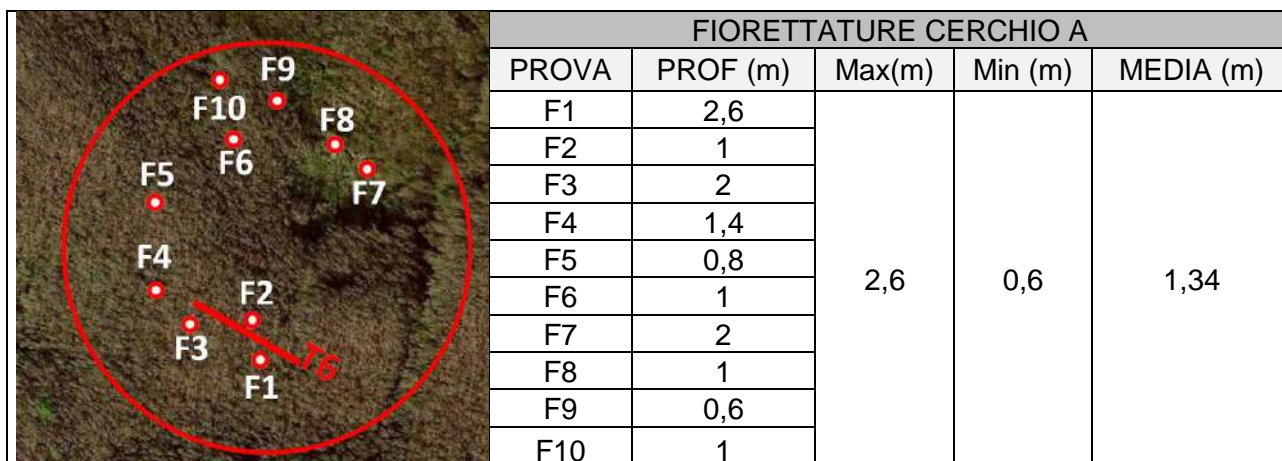 FIORETTATURE CERCHIO A
PROVA PROF (m) Max(m) Min (m) MEDIA (m)
F1 2,6
F2 1
F3 2
F4 1,4
F5 0,8
F6 1
F7 2
F8 1
F9 0,6
F10 1
2,6 0,6 1,34
F9
F10
F8
F6
F7
F5
F4
F2
F3
T6
F1